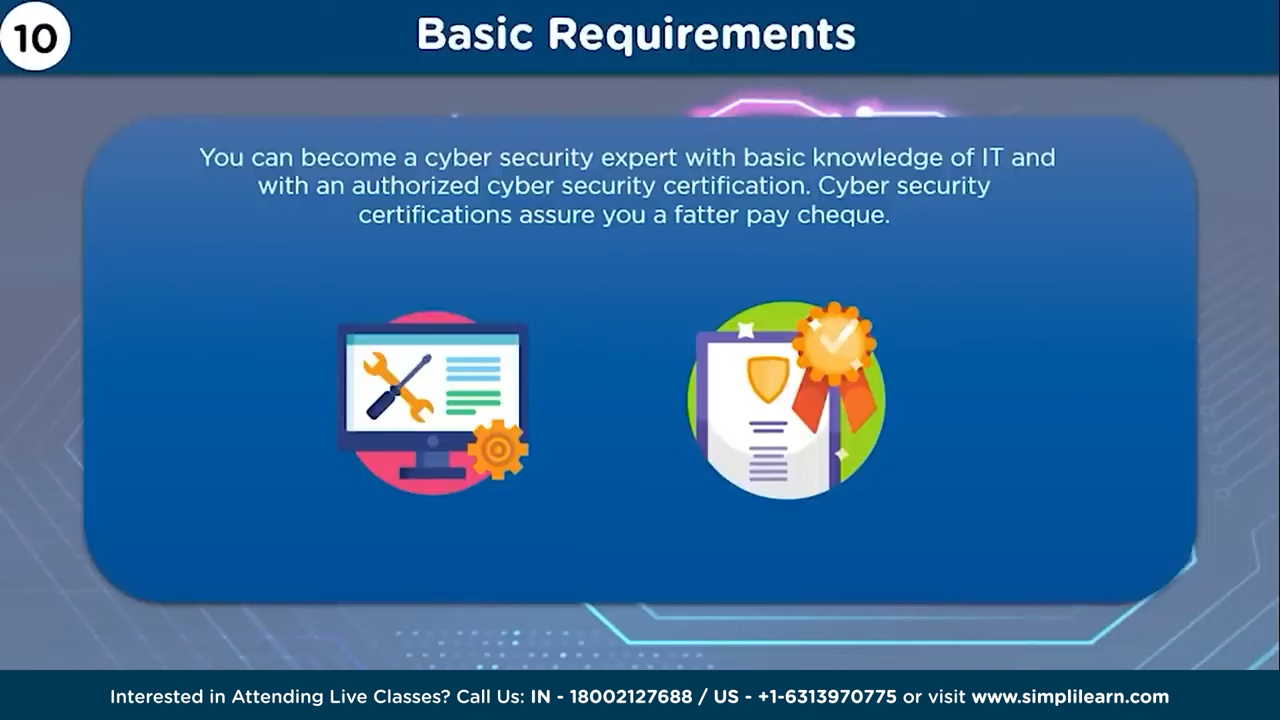 10
Basic Requirements
You can become a cyber security expert with basic knowledge of IT and
with an authorized cyber security certification. Cyber security
certifications assure you a fatter pay cheque.
Interested in Attending Live Classes? Call Us: IN - 18002127688 / US - +1-6313970775 or visit www.simplilearn.com